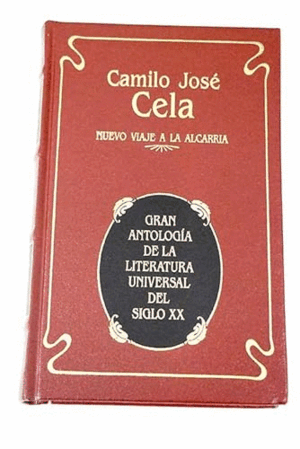 Camilo José
Cela
NUEVO VIAJE A LA ALCARRIA
GRAN
ANTOLOGÍA
DE LA
LITERATURA
UNIVERSAL
DEL
SIGLO XX